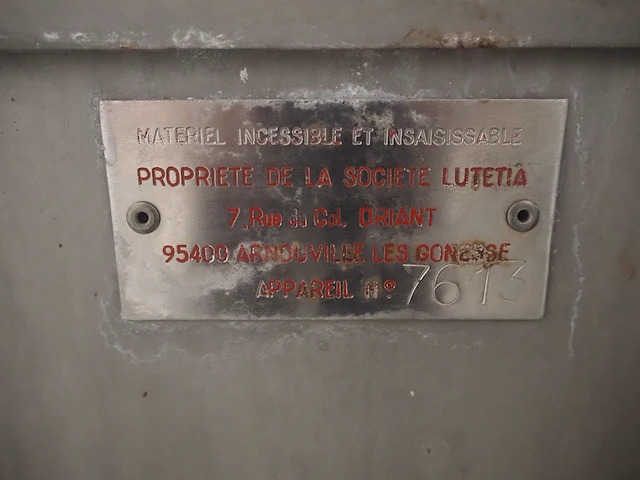 MATERIEL INCESSIBLE ET INSAISISSABLE
PROPRIETE DE LA SOCIETE LUTETIA
7, Rue du Col. DRIANT
95400 ARNOUVILLE LES GONESSE
APPAREIL N° 7613